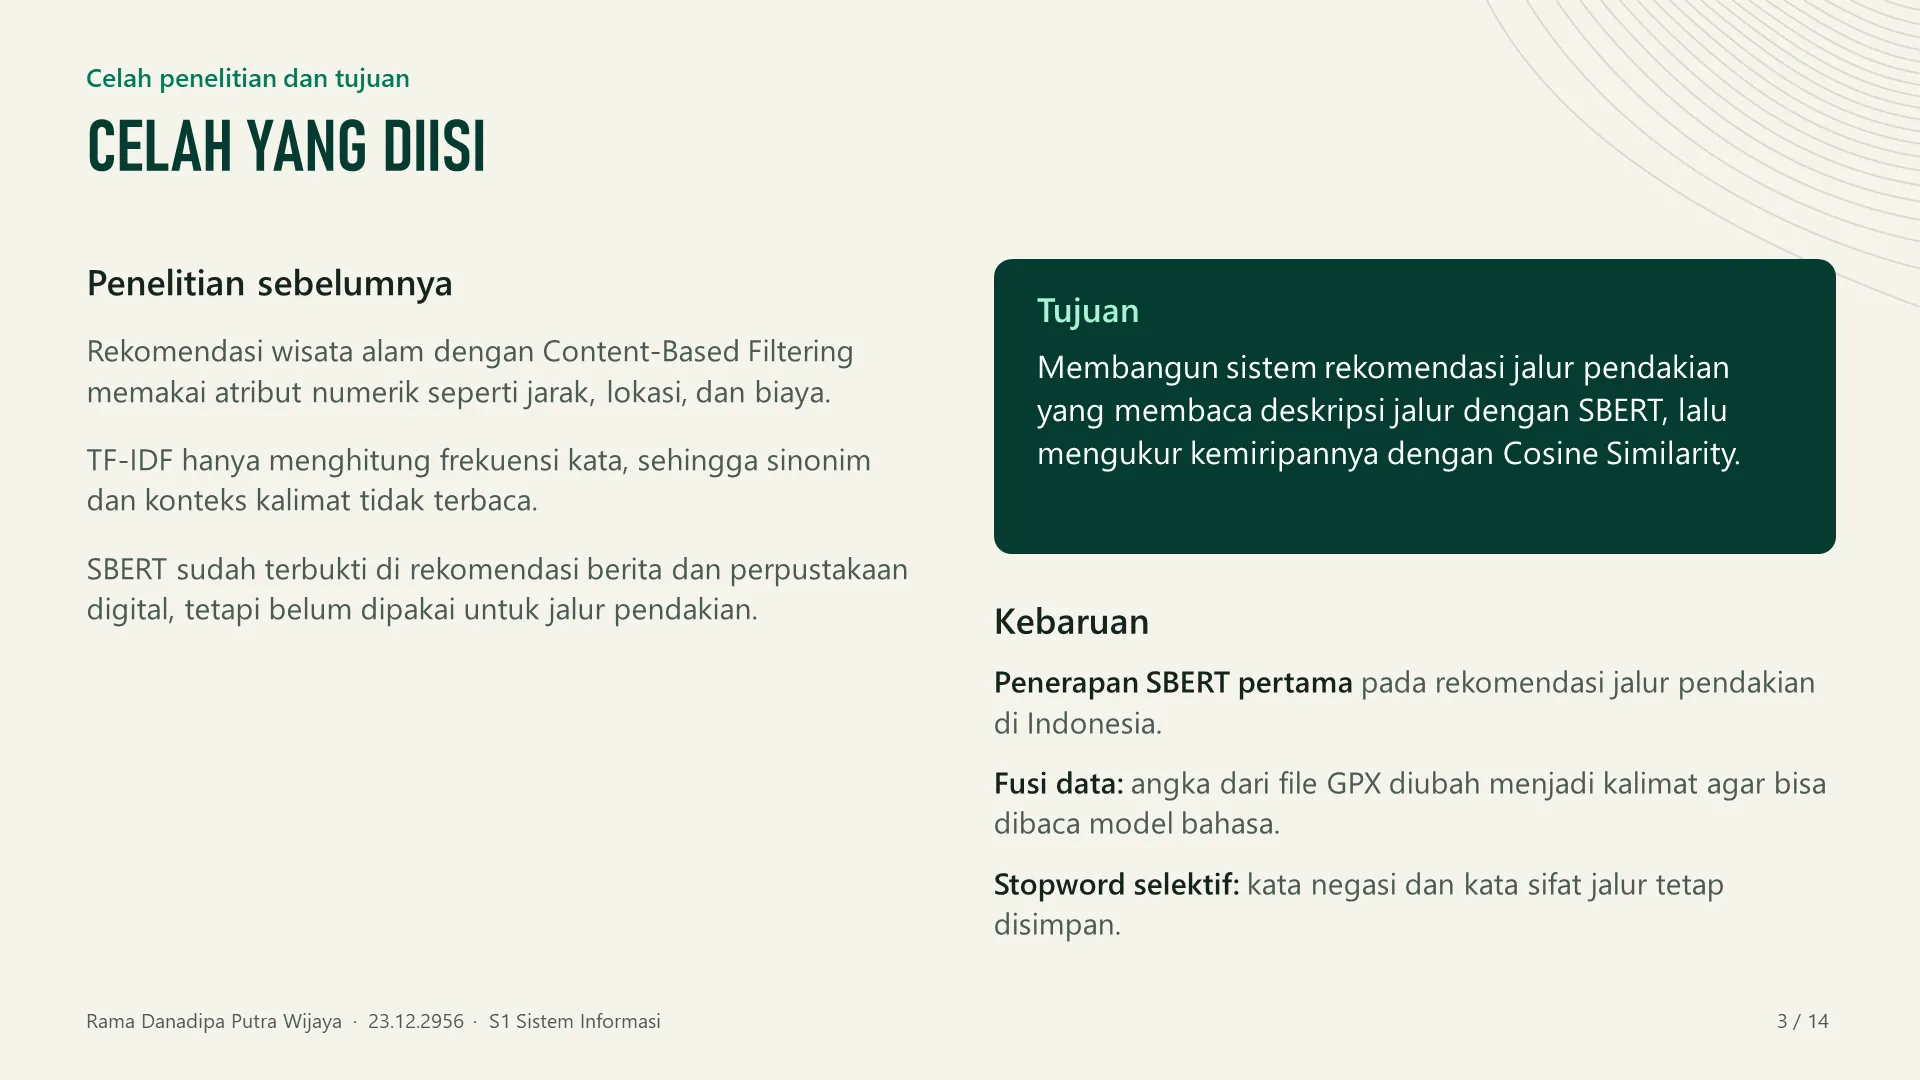 Celah penelitian dan tujuan
CELAH YANG DIISI
Penelitian sebelumnya
Rekomendasi wisata alam dengan Content-Based Filtering
memakai atribut numerik seperti jarak, lokasi, dan biaya.
TF-IDF hanya menghitung frekuensi kata, sehingga sinonim
dan konteks kalimat tidak terbaca.
SBERT sudah terbukti di rekomendasi berita dan perpustakaan
digital, tetapi belum dipakai untuk jalur pendakian.
Tujuan
Membangun sistem rekomendasi jalur pendakian
yang membaca deskripsi jalur dengan SBERT, lalu
mengukur kemiripannya dengan Cosine Similarity.
Kebaruan
Penerapan SBERT pertama pada rekomendasi jalur pendakian
di Indonesia.
Fusi data: angka dari file GPX diubah menjadi kalimat agar bisa
dibaca model bahasa.
Stopword selektif: kata negasi dan kata sifat jalur tetap
disimpan.
Rama Danadipa Putra Wijaya · 23.12.2956 · S1 Sistem Informasi
3 / 14